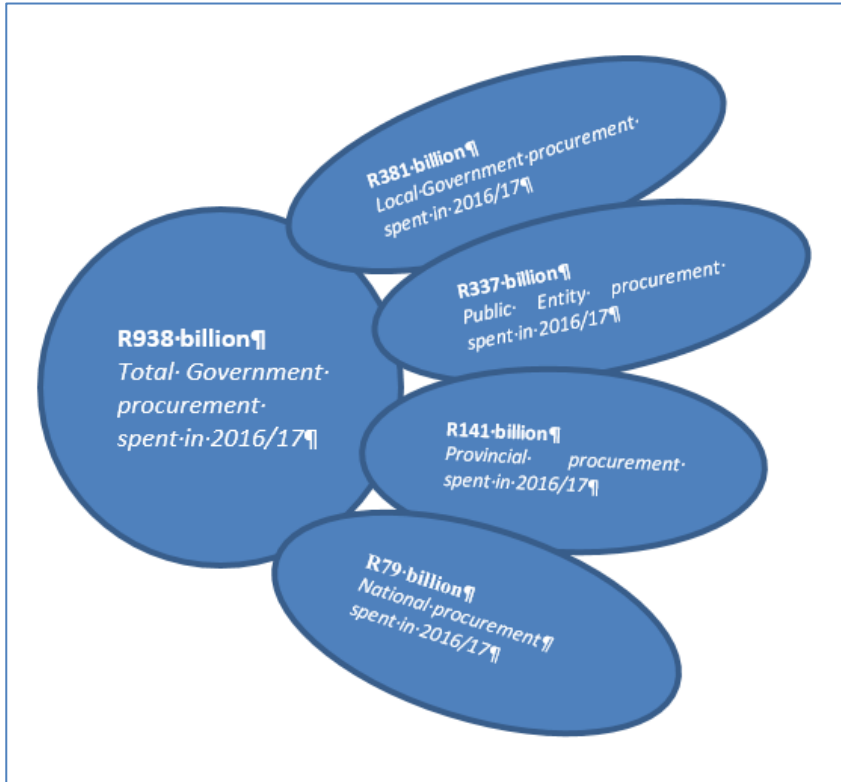 R381·billion¶
Local·Government·procurement·
spent·in·2016/17¶
R337·billion¶
Public· Entity· procurement·
spent·in·2016/17¶
R938·billion¶
Total· Government·
procurement·
spent·in·2016/17¶
R141·billion¶
Provincial· procurement·
spent·in·2016/17¶
R79·billion¶
National·procurement¶
spent·in·2016/17¶